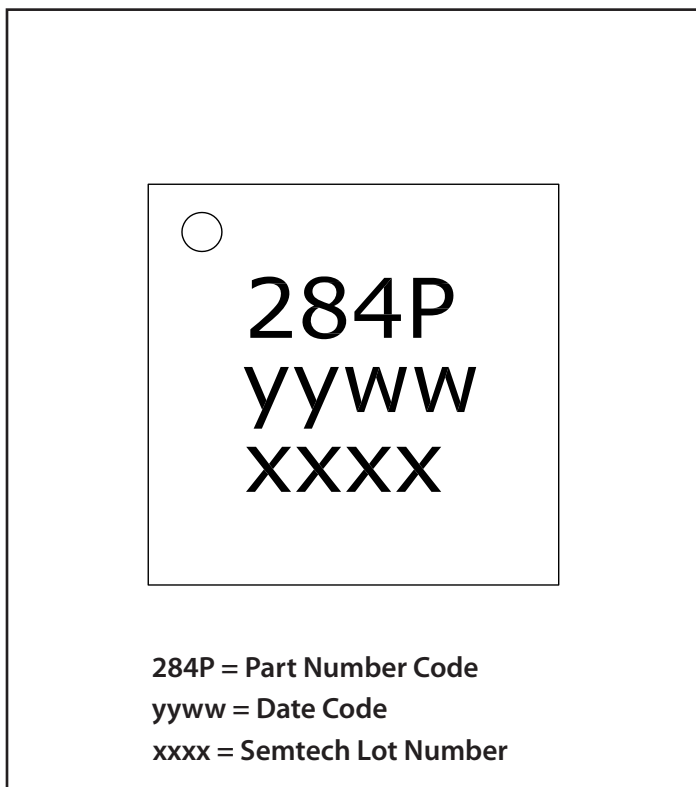 284P
yyww
xxxx
284P = Part Number Code
yyww = Date Code
xxxx = Semtech Lot Number